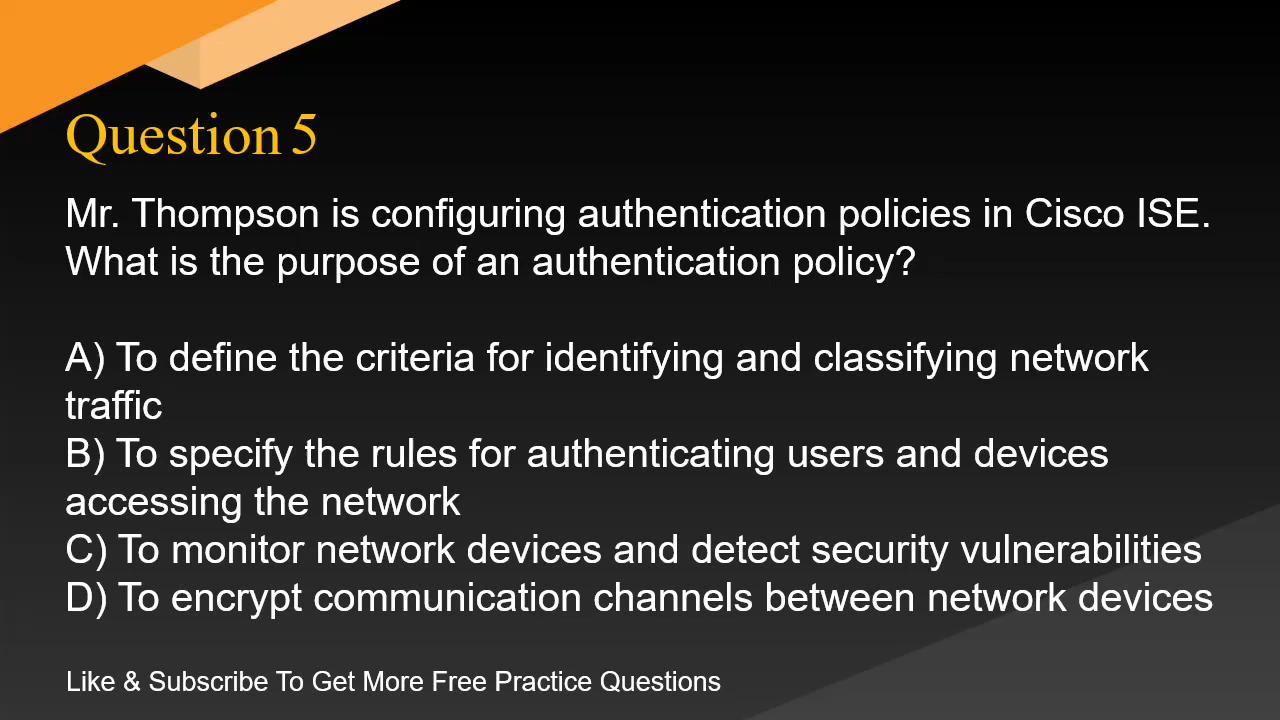 Question 5
Mr. Thompson is configuring authentication policies in Cisco ISE.
What is the purpose of an authentication policy?
A) To define the criteria for identifying and classifying network
traffic
B) To specify the rules for authenticating users and devices
accessing the network
C) To monitor network devices and detect security vulnerabilities
D) To encrypt communication channels between network devices
Like & Subscribe To Get More Free Practice Questions